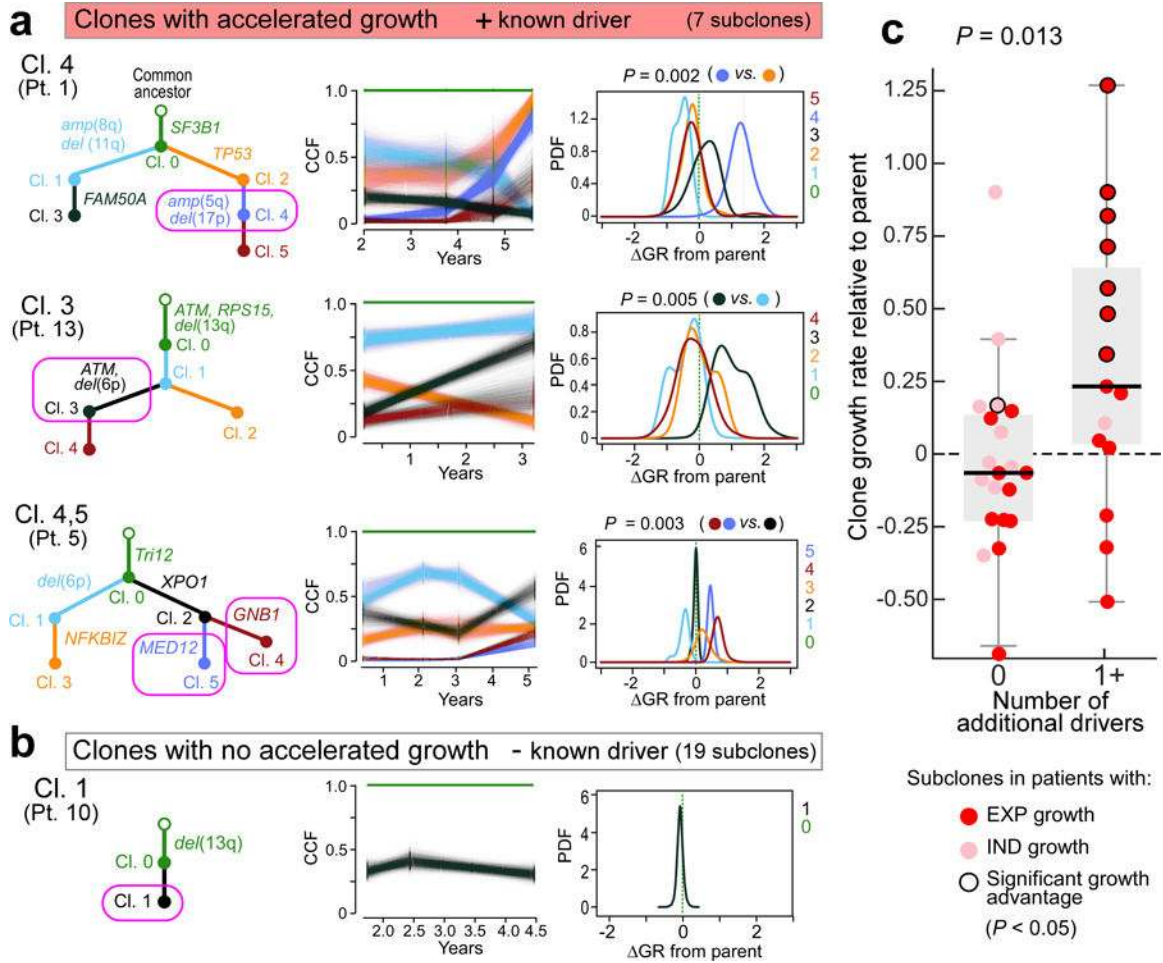 a
Clones with accelerated growth + known driver (7 subclones)
Cl. 4
(Pt. 1)
Common
ancestor
amp(8q)
del (11q)
SF3B1
Cl. 0
TP53
Cl. 1
Cl. 2
FAM50A
Cl. 3
amp(5q)
del(17p)
Cl. 4
Cl. 5
CCF
1.0
0.5
0
2 3 4 5
Years
P = 0.002 ( vs. )
PDF
1.2
0.8
0.4
0
-2 0 2
ΔGR from parent
5
4
3
2
1
0
Cl. 3
(Pt. 13)
ATM, RPS15,
del(13q)
Cl. 0
ATM,
del(6p)
Cl. 1
Cl. 3
Cl. 2
Cl. 4
CCF
1.0
0.5
0
1 2 3
Years
P = 0.005 ( vs. )
PDF
0.8
0.6
0.4
0.2
0
-2 0 2
ΔGR from parent
4
3
2
1
0
Cl. 4,5
(Pt. 5)
Tri12
del(6p)
Cl. 0
XPO1
Cl. 1
Cl. 2
GNB1
NFKBIZ
MED12
Cl. 4
Cl. 3
Cl. 5
CCF
1.0
0.5
0
1 2 3 4 5
Years
P = 0.003 ( vs. )
PDF
6
4
2
0
-2 0 2
ΔGR from parent
5
4
3
2
1
0
b
Clones with no accelerated growth - known driver (19 subclones)
Cl. 1
(Pt. 10)
del(13q)
Cl. 0
Cl. 1
CCF
1.0
0.5
0
2.0 2.5 3.0 3.5 4.0 4.5
Years
PDF
6
5
4
3
2
0
-2 0 2
ΔGR from parent
1
0
c
P = 0.013
Clone growth rate relative to parent
1.25
1.00
0.75
0.50
0.25
0
-0.25
-0.50
0 1+
Number of
additional drivers
Subclones in patients with:
EXP growth
IND growth
Significant growth
advantage
(P < 0.05)